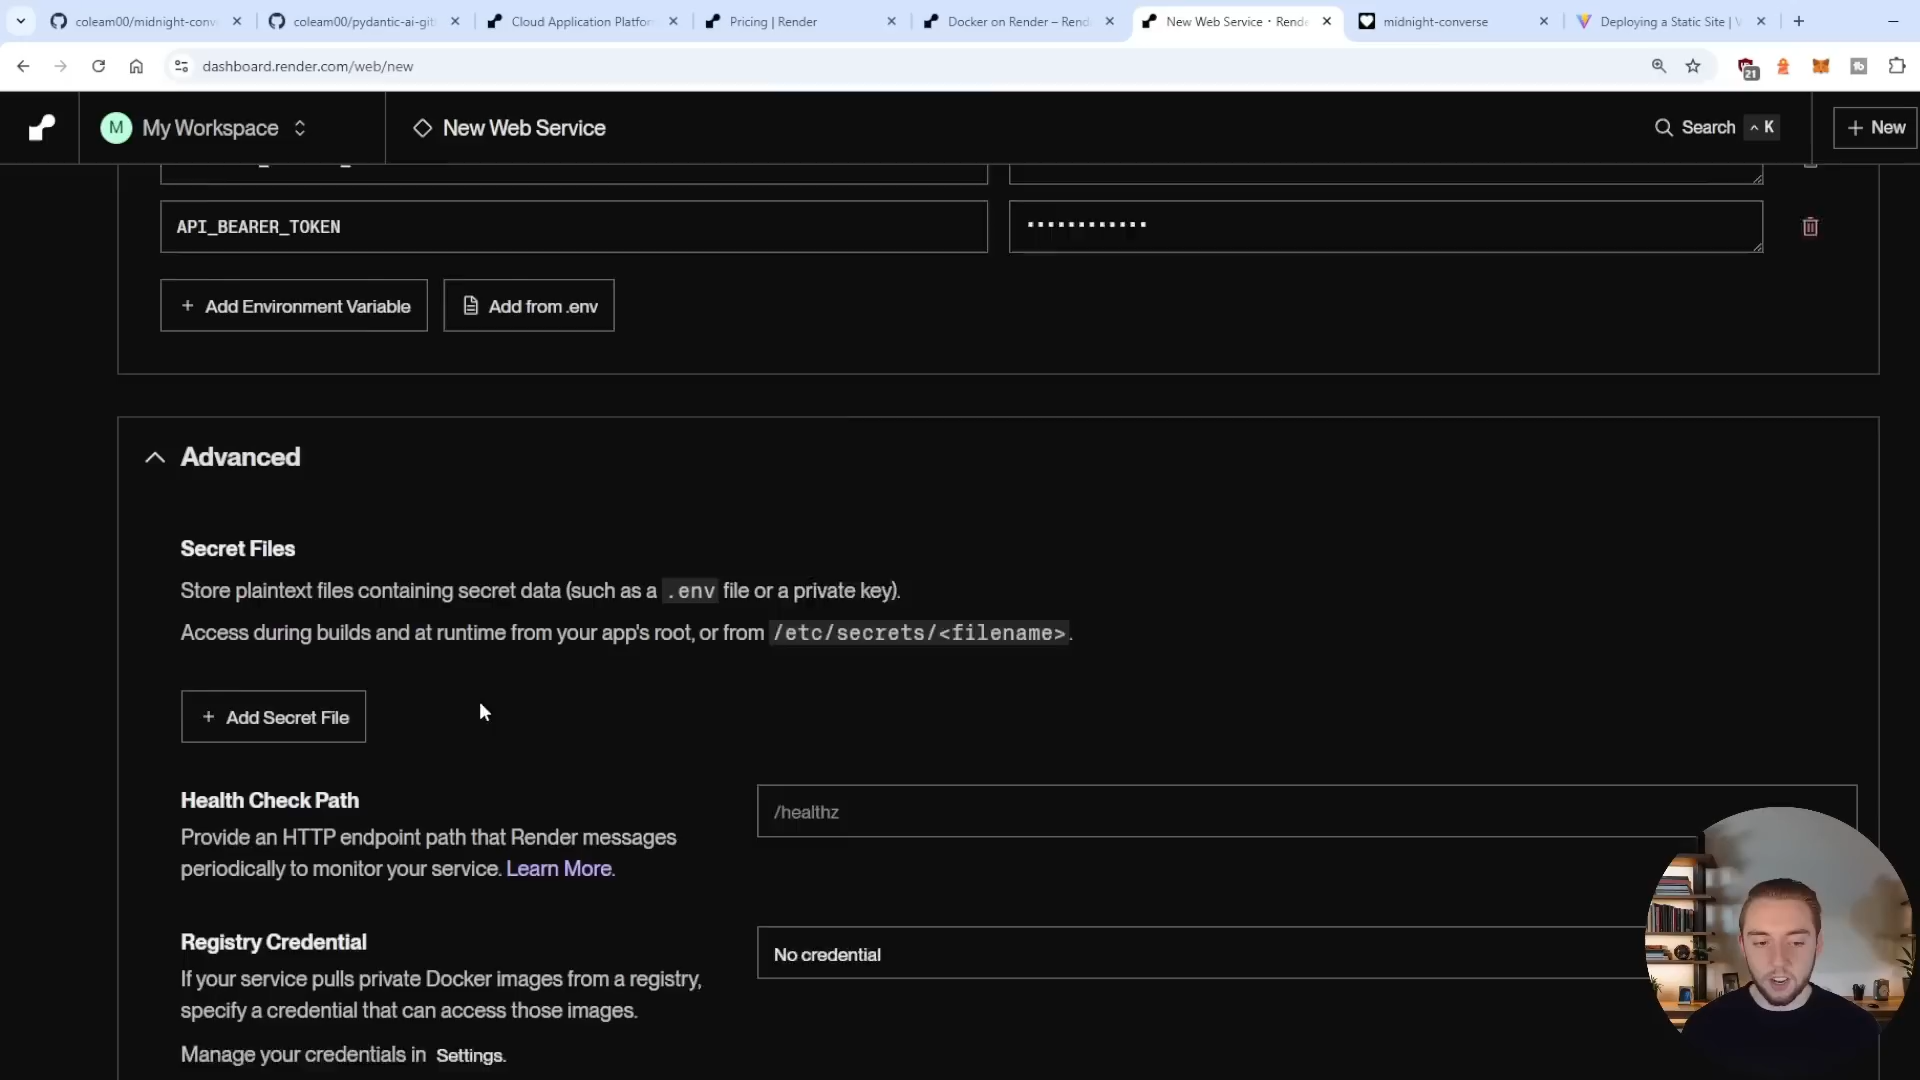 coleam00/midnight-conv
coleam00/pydantic-ai-git
Cloud Application Platfor
Pricing | Render
Docker on Render – Rend
New Web Service · Rende
midnight-converse
Deploying a Static Site | V
dashboard.render.com/web/new
21
M My Workspace
New Web Service
Search ^ K
+ New
API_BEARER_TOKEN
············
+ Add Environment Variable
Add from .env
Advanced
Secret Files
Store plaintext files containing secret data (such as a .env file or a private key).
Access during builds and at runtime from your app's root, or from /etc/secrets/<filename>.
+ Add Secret File
Health Check Path
/healthz
Provide an HTTP endpoint path that Render messages
periodically to monitor your service. Learn More.
Registry Credential
No credential
If your service pulls private Docker images from a registry,
specify a credential that can access those images.
Manage your credentials in Settings.